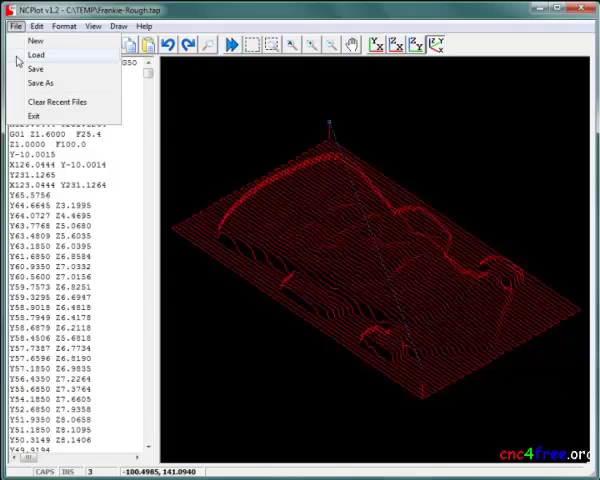 NCPlot v1.2 - C:\TEMP\Frankie-Rough.tap
File Edit Format View Draw Help
New
Load
Save
Save As
Clear Recent Files
Exit
G50
G01 Z1.6000 F25.4
Z1.0000 F100.0
Y-10.0015
X126.0444 Y-10.0014
Y231.1265
X123.0444 Y231.1264
Y65.5756
Y64.6645 Z3.1995
Y64.0727 Z4.4695
Y63.7768 Z5.0680
Y63.4809 Z5.6035
Y63.1850 Z6.0395
Y61.6850 Z6.8584
Y60.9350 Z7.0332
Y60.5600 Z7.0156
Y59.7573 Z6.8251
Y59.3295 Z6.6947
Y58.9018 Z6.4818
Y58.7949 Z6.4178
Y58.6879 Z6.2118
Y58.4506 Z5.6818
Y57.7387 Z6.7734
Y57.6596 Z6.8190
Y57.1850 Z6.9835
Y56.4350 Z7.2264
Y55.6850 Z7.3764
Y54.1850 Z7.6605
Y52.6850 Z7.9358
Y51.9350 Z8.0658
Y51.1850 Z8.1095
Y50.3149 Z8.1406
Y49.9194
Y X Z X Z Y Z Y X
CAPS INS 3 -100.4985, 141.0940
cnc4free.org